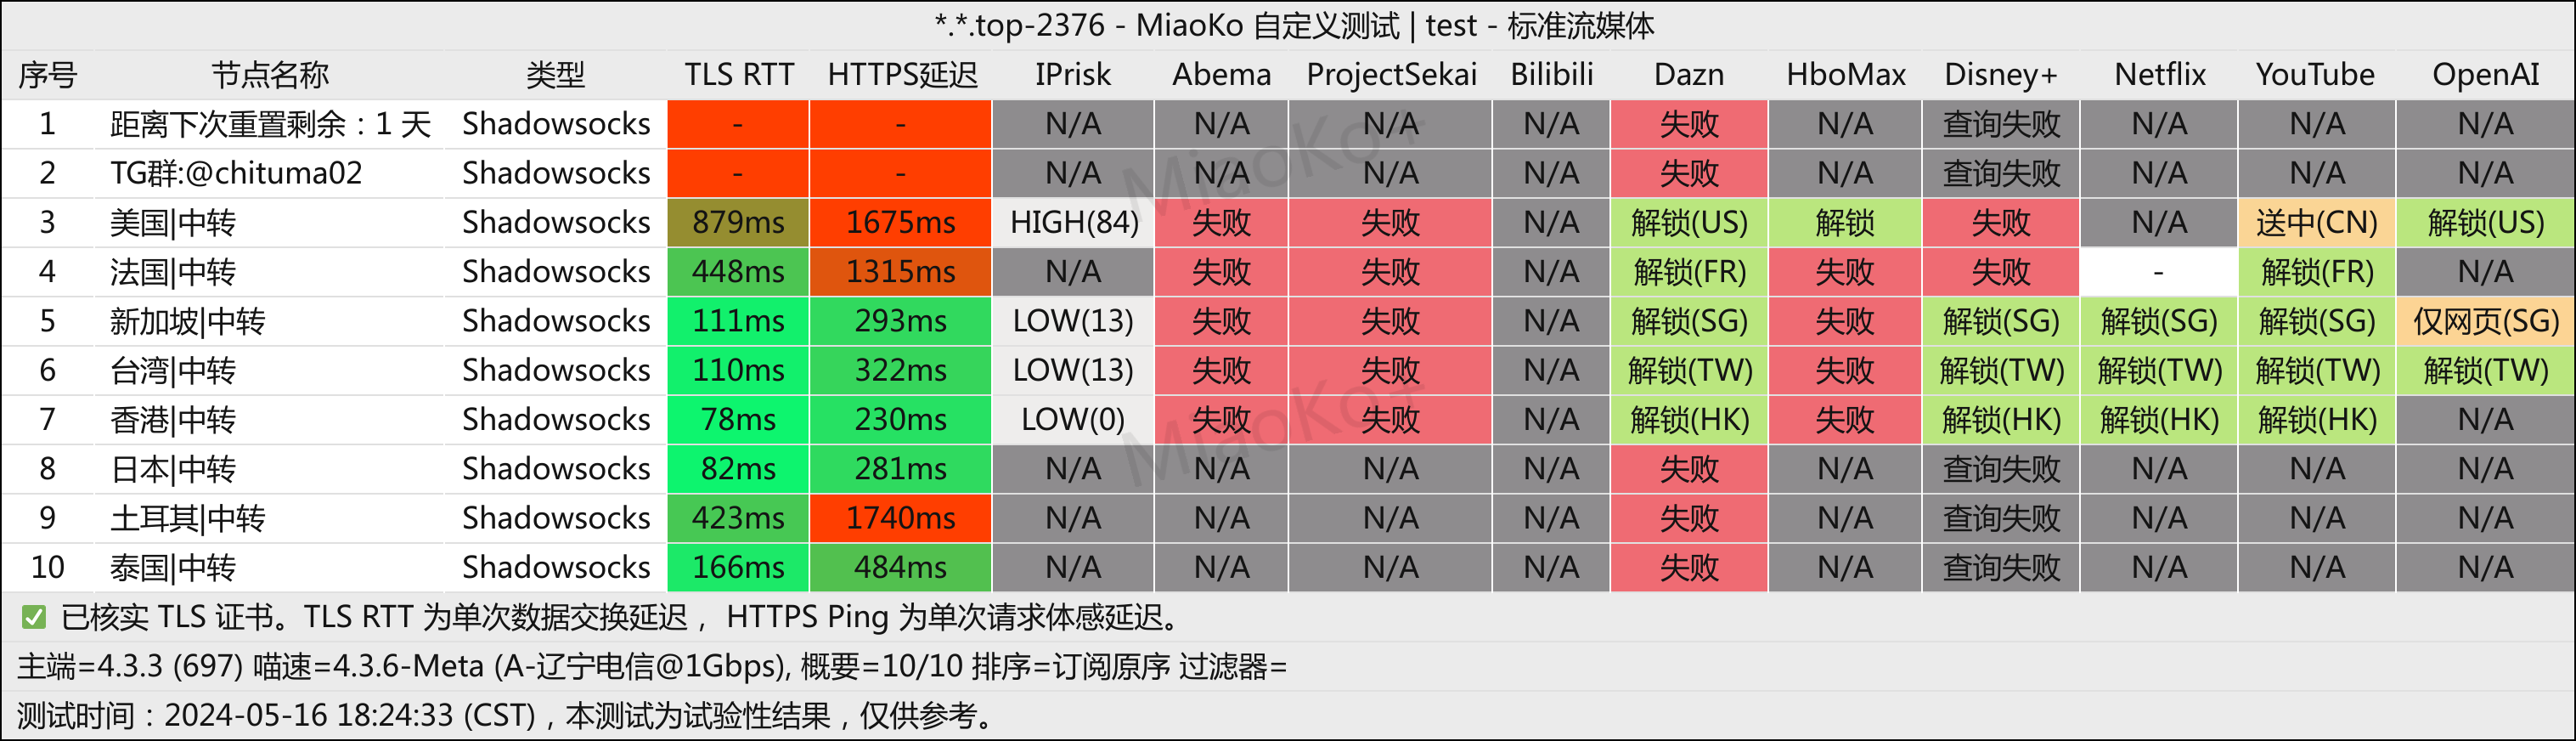 *.*.top-2376 - MiaoKo 自定义测试 | test - 标准流媒体
序号 节点名称 类型 TLS RTT HTTPS延迟 IPrisk Abema ProjectSekai Bilibili Dazn HboMax Disney+ Netflix YouTube OpenAI
1 距离下次重置剩余：1 天 Shadowsocks - - N/A N/A N/A N/A 失败 N/A 查询失败 N/A N/A N/A
2 TG群:@chituma02 Shadowsocks - - N/A N/A N/A N/A 失败 N/A 查询失败 N/A N/A N/A
3 美国|中转 Shadowsocks 879ms 1675ms HIGH(84) 失败 失败 N/A 解锁(US) 解锁 失败 N/A 送中(CN) 解锁(US)
4 法国|中转 Shadowsocks 448ms 1315ms N/A 失败 失败 N/A 解锁(FR) 失败 失败 - 解锁(FR) N/A
5 新加坡|中转 Shadowsocks 111ms 293ms LOW(13) 失败 失败 N/A 解锁(SG) 失败 解锁(SG) 解锁(SG) 解锁(SG) 仅网页(SG)
6 台湾|中转 Shadowsocks 110ms 322ms LOW(13) 失败 失败 N/A 解锁(TW) 失败 解锁(TW) 解锁(TW) 解锁(TW) 解锁(TW)
7 香港|中转 Shadowsocks 78ms 230ms LOW(0) 失败 失败 N/A 解锁(HK) 失败 解锁(HK) 解锁(HK) 解锁(HK) N/A
8 日本|中转 Shadowsocks 82ms 281ms N/A N/A N/A N/A 失败 N/A 查询失败 N/A N/A N/A
9 土耳其|中转 Shadowsocks 423ms 1740ms N/A N/A N/A N/A 失败 N/A 查询失败 N/A N/A N/A
10 泰国|中转 Shadowsocks 166ms 484ms N/A N/A N/A N/A 失败 N/A 查询失败 N/A N/A N/A
MiaoKo+
MiaoKo+
✅ 已核实 TLS 证书。TLS RTT 为单次数据交换延迟， HTTPS Ping 为单次请求体感延迟。
主端=4.3.3 (697) 喵速=4.3.6-Meta (A-辽宁电信@1Gbps), 概要=10/10 排序=订阅原序 过滤器=
测试时间：2024-05-16 18:24:33 (CST)，本测试为试验性结果，仅供参考。